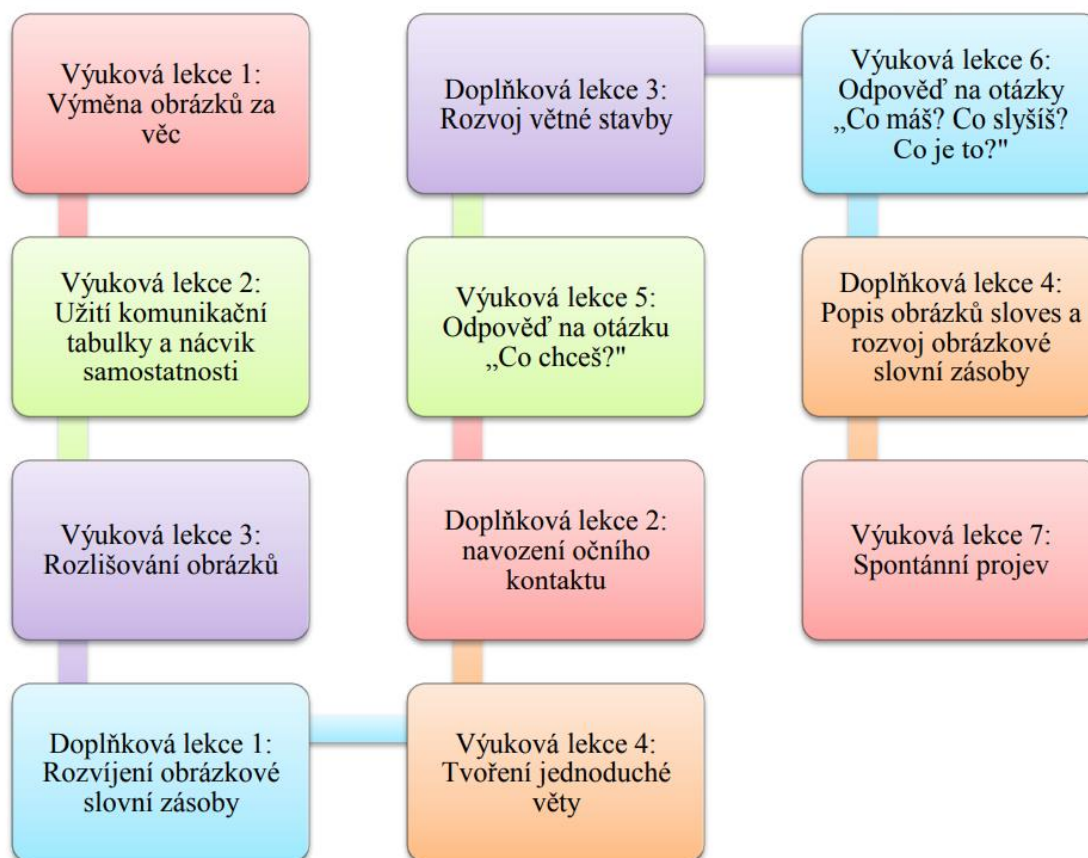 Výuková lekce 1:
Výměna obrázků za
věc
Výuková lekce 2:
Užití komunikační
tabulky a nácvik
samostatnosti
Výuková lekce 3:
Rozlišování obrázků
Doplňková lekce 1:
Rozvíjení obrázkové
slovní zásoby
Výuková lekce 4:
Tvoření jednoduché
věty
Doplňková lekce 2:
navození očního
kontaktu
Výuková lekce 5:
Odpověď na otázku
„Co chceš?"
Doplňková lekce 3:
Rozvoj větné stavby
Výuková lekce 6:
Odpověď na otázky
„Co máš? Co slyšíš?
Co je to?"
Doplňková lekce 4:
Popis obrázků sloves a
rozvoj obrázkové
slovní zásoby
Výuková lekce 7:
Spontánní projev